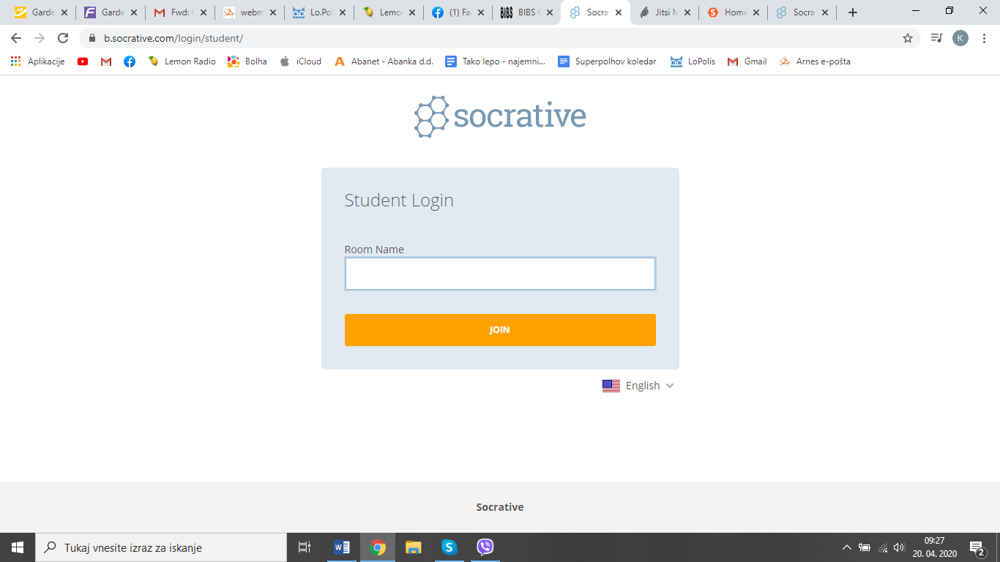 Garde
Garde
Fwd: 
webm
Lo.Pol
Lemo
(1) Fa
BIBS BIBS
Socra
Jitsi M
Home
Socra
b.socrative.com/login/student/
K
Aplikacije
Lemon Radio
Bolha
iCloud
Abanet - Abanka d.d.
Tako lepo - najemni...
Superpolhov koledar
LoPolis
Gmail
Arnes e-pošta
socrative
Student Login
Room Name
JOIN
English
Socrative
Tukaj vnesite izraz za iskanje
09:27
20. 04. 2020
2